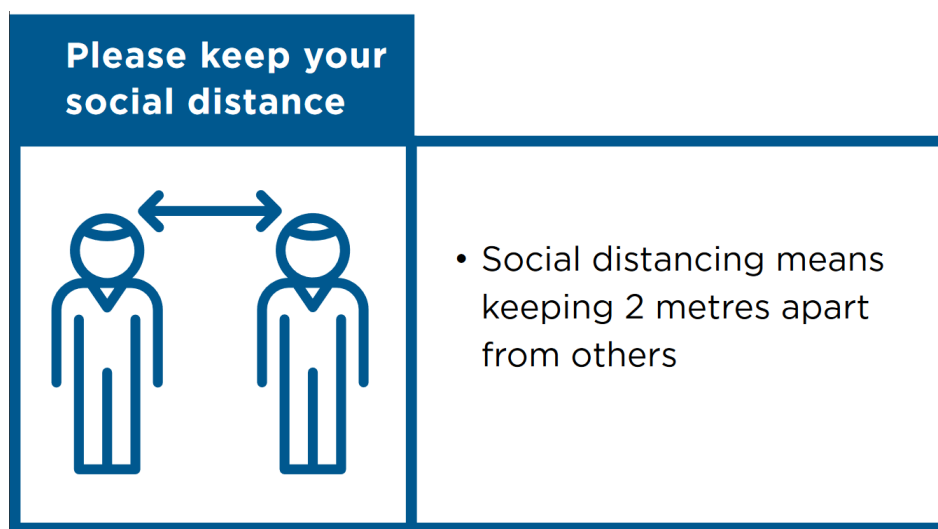 Please keep your
social distance
• Social distancing means
keeping 2 metres apart
from others